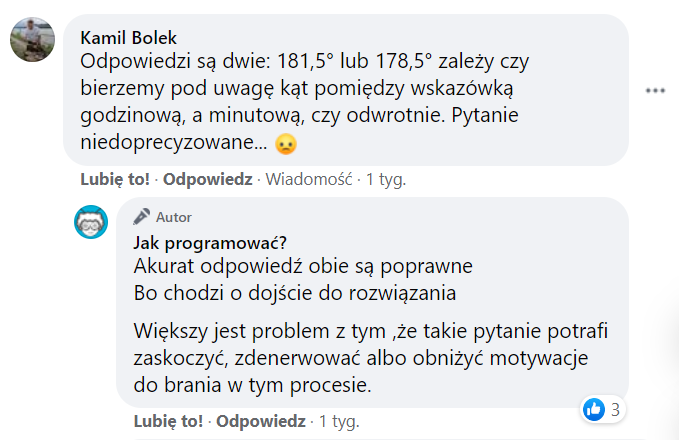 Kamil Bolek
Odpowiedzi są dwie: 181,5° lub 178,5° zależy czy
bierzemy pod uwagę kąt pomiędzy wskazówką
godzinową, a minutową, czy odwrotnie. Pytanie
niedoprecyzowane... 😞
Lubię to! · Odpowiedz · Wiadomość · 1 tyg.
Autor
Jak programować?
Akurat odpowiedź obie są poprawne
Bo chodzi o dojście do rozwiązania
Większy jest problem z tym ,że takie pytanie potrafi
zaskoczyć, zdenerwować albo obniżyć motywacje
do brania w tym procesie.
3
Lubię to! · Odpowiedz · 1 tyg.